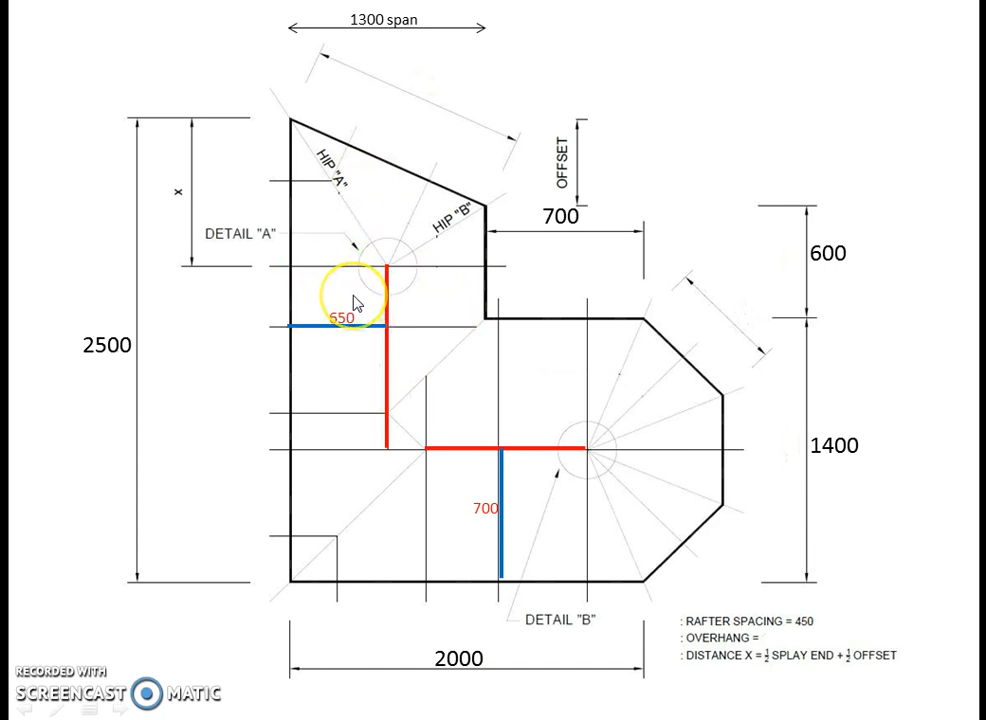 1300 span
HIP "A"
OFFSET
x
HIP "B"
700
DETAIL "A"
600
650
2500
1400
700
DETAIL "B"
: RAFTER SPACING = 450
: OVERHANG =
: DISTANCE X = ½ SPLAY END + ½ OFFSET
2000
RECORDED WITH
SCREENCAST MATIC